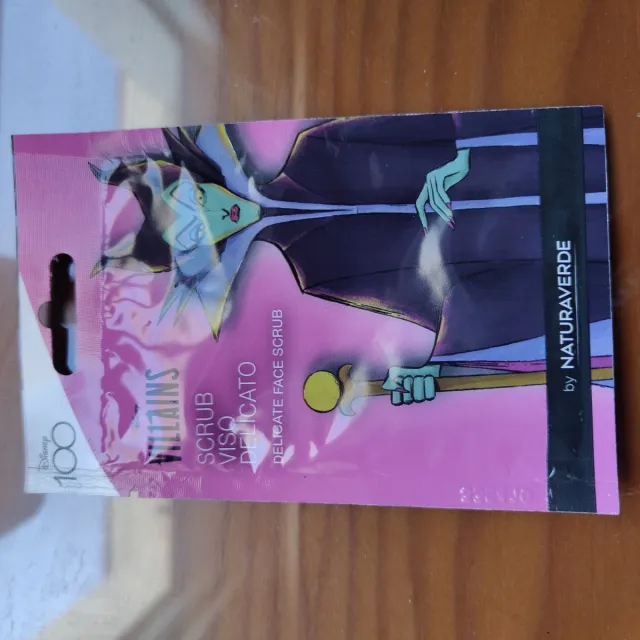 Disney
100
VILLAINS
SCRUB
VISO
DELICATO
DELICATE FACE SCRUB
by NATURAVERDE